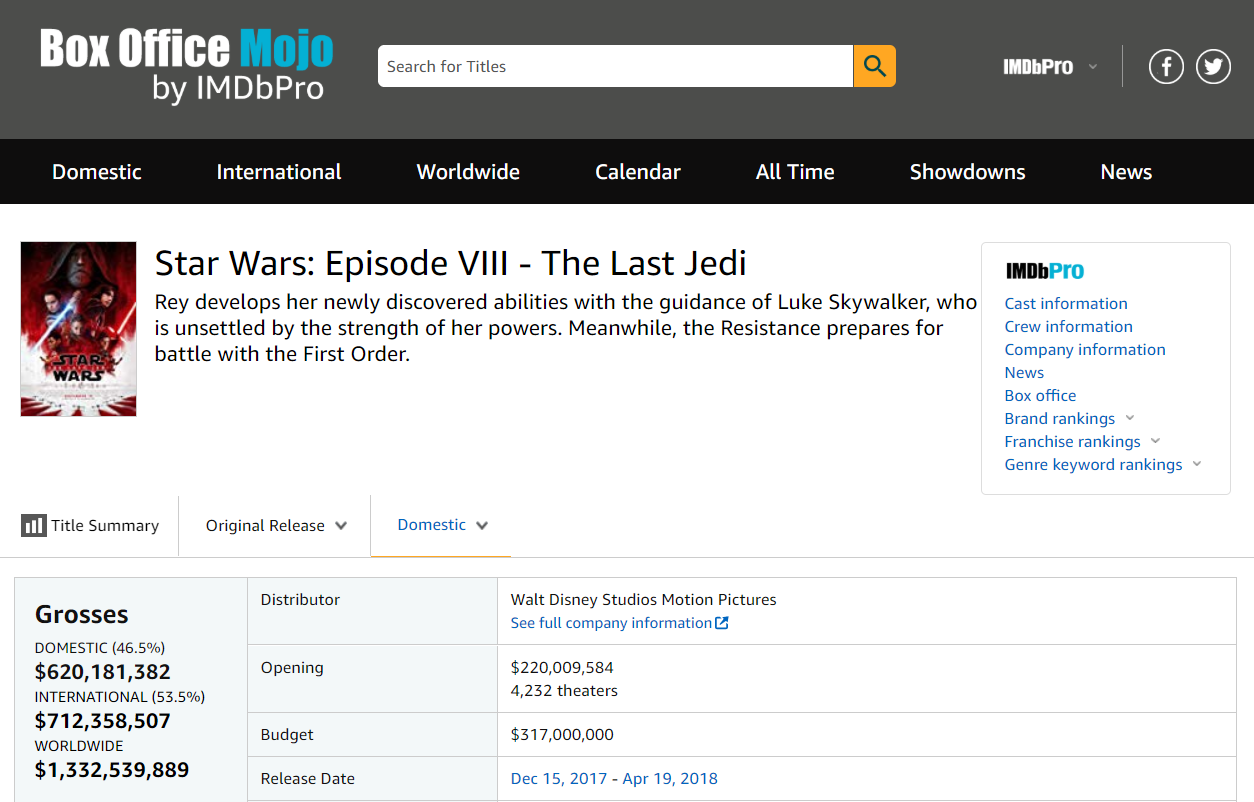 Box Office Mojo
by IMDbPro
Search for Titles
IMDbPro
Domestic
International
Worldwide
Calendar
All Time
Showdowns
News
Star Wars: Episode VIII - The Last Jedi
Rey develops her newly discovered abilities with the guidance of Luke Skywalker, who
is unsettled by the strength of her powers. Meanwhile, the Resistance prepares for
battle with the First Order.
STAR
WARS
IMDbPro
Cast information
Crew information
Company information
News
Box office
Brand rankings
Franchise rankings
Genre keyword rankings
Title Summary
Original Release
Domestic
Grosses
DOMESTIC (46.5%)
$620,181,382
INTERNATIONAL (53.5%)
$712,358,507
WORLDWIDE
$1,332,539,889
Distributor
Walt Disney Studios Motion Pictures
See full company information
Opening
$220,009,584
4,232 theaters
Budget
$317,000,000
Release Date
Dec 15, 2017 - Apr 19, 2018